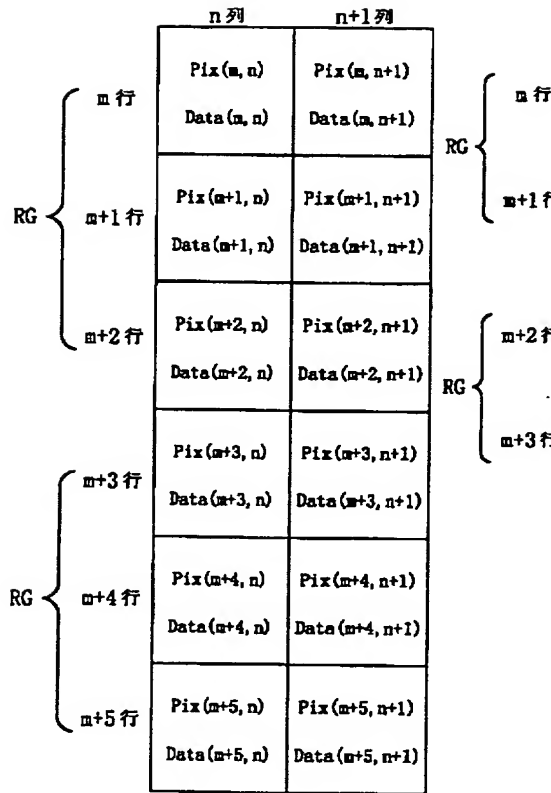 n列 n+1列
Pix(m,n) Pix(m,n+1)
m行 m行
Data(m,n) Data(m,n+1)
RG
Pix(m+1,n) Pix(m+1,n+1)
m+1行
RG m+1行
Data(m+1,n) Data(m+1,n+1)
Pix(m+2,n) Pix(m+2,n+1)
m+2行 m+2行
Data(m+2,n) Data(m+2,n+1)
RG
Pix(m+3,n) Pix(m+3,n+1)
m+3行
m+3行
Data(m+3,n) Data(m+3,n+1)
Pix(m+4,n) Pix(m+4,n+1)
RG m+4行
Data(m+4,n) Data(m+4,n+1)
Pix(m+5,n) Pix(m+5,n+1)
m+5行
Data(m+5,n) Data(m+5,n+1)